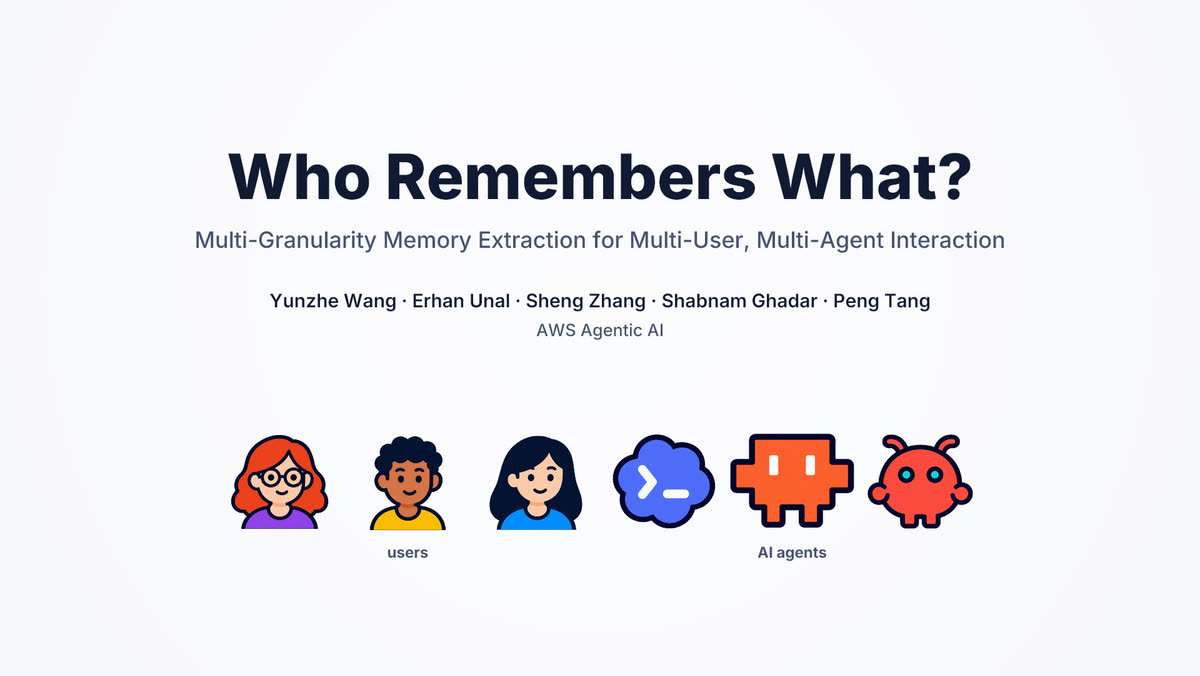 Who Remembers What?
Multi-Granularity Memory Extraction for Multi-User, Multi-Agent Interaction
Yunzhe Wang · Erhan Unal · Sheng Zhang · Shabnam Ghadar · Peng Tang
AWS Agentic AI
users
AI agents